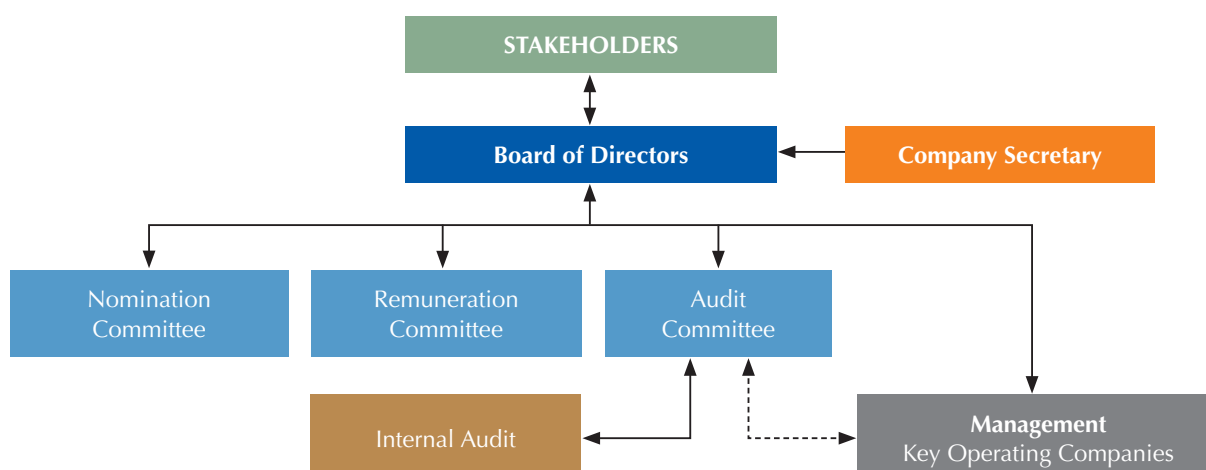 STAKEHOLDERS
Board of Directors
Company Secretary
Nomination
Committee
Remuneration
Committee
Audit
Committee
Internal Audit
Management
Key Operating Companies